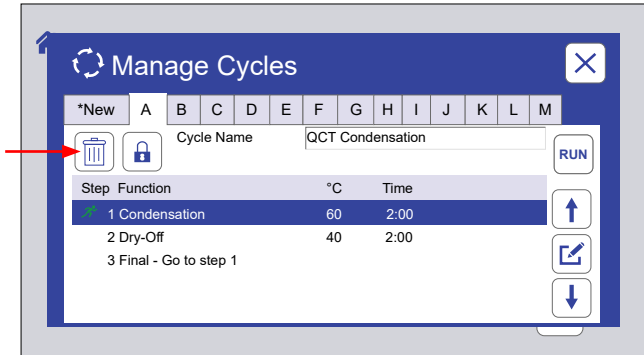 Manage Cycles
*New A B C D E F G H I J K L M
Cycle Name QCT Condensation
RUN
Step Function °C Time
1 Condensation 60 2:00
2 Dry-Off 40 2:00
3 Final - Go to step 1